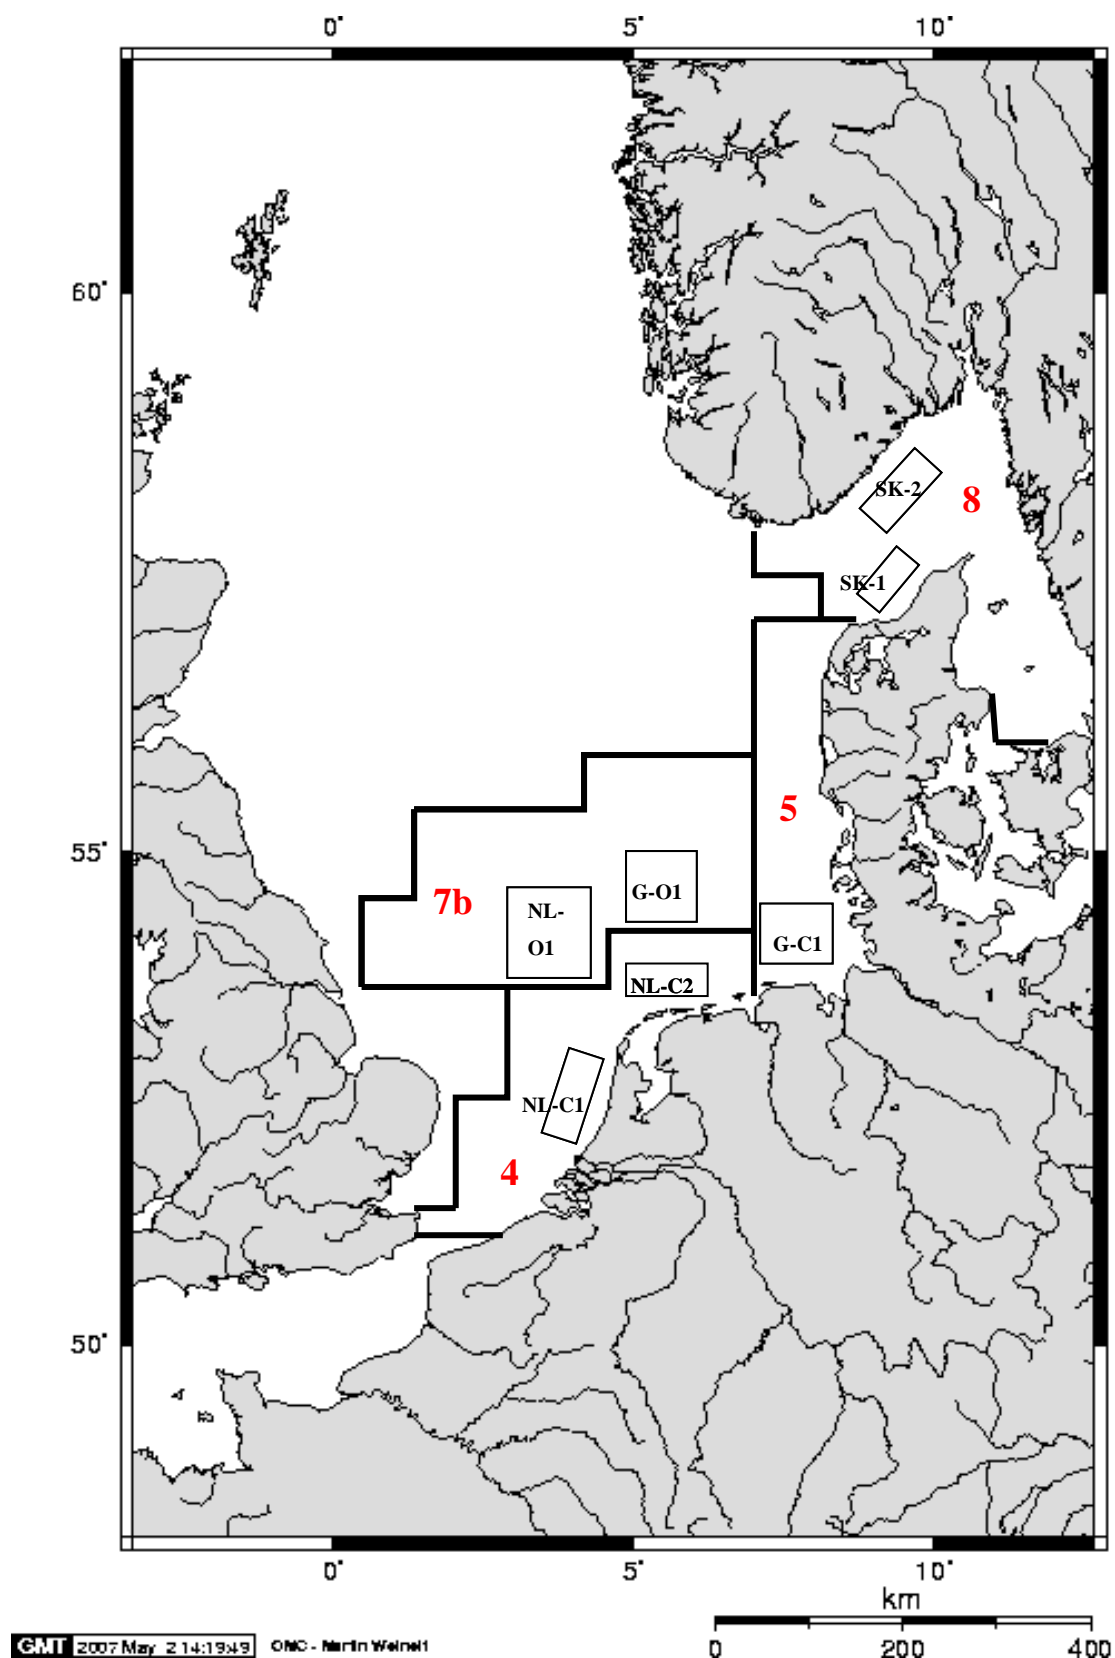 0° 5° 10°
60°
SK-2
8
SK-1
55°
5
7b
G-O1
NL-
O1
G-C1
NL-C2
NL-C1
4
50°
0° 5° 10°
km
0 200 400
GMT 2007 May 2 14:19:49 OMC - Martin Weinelt